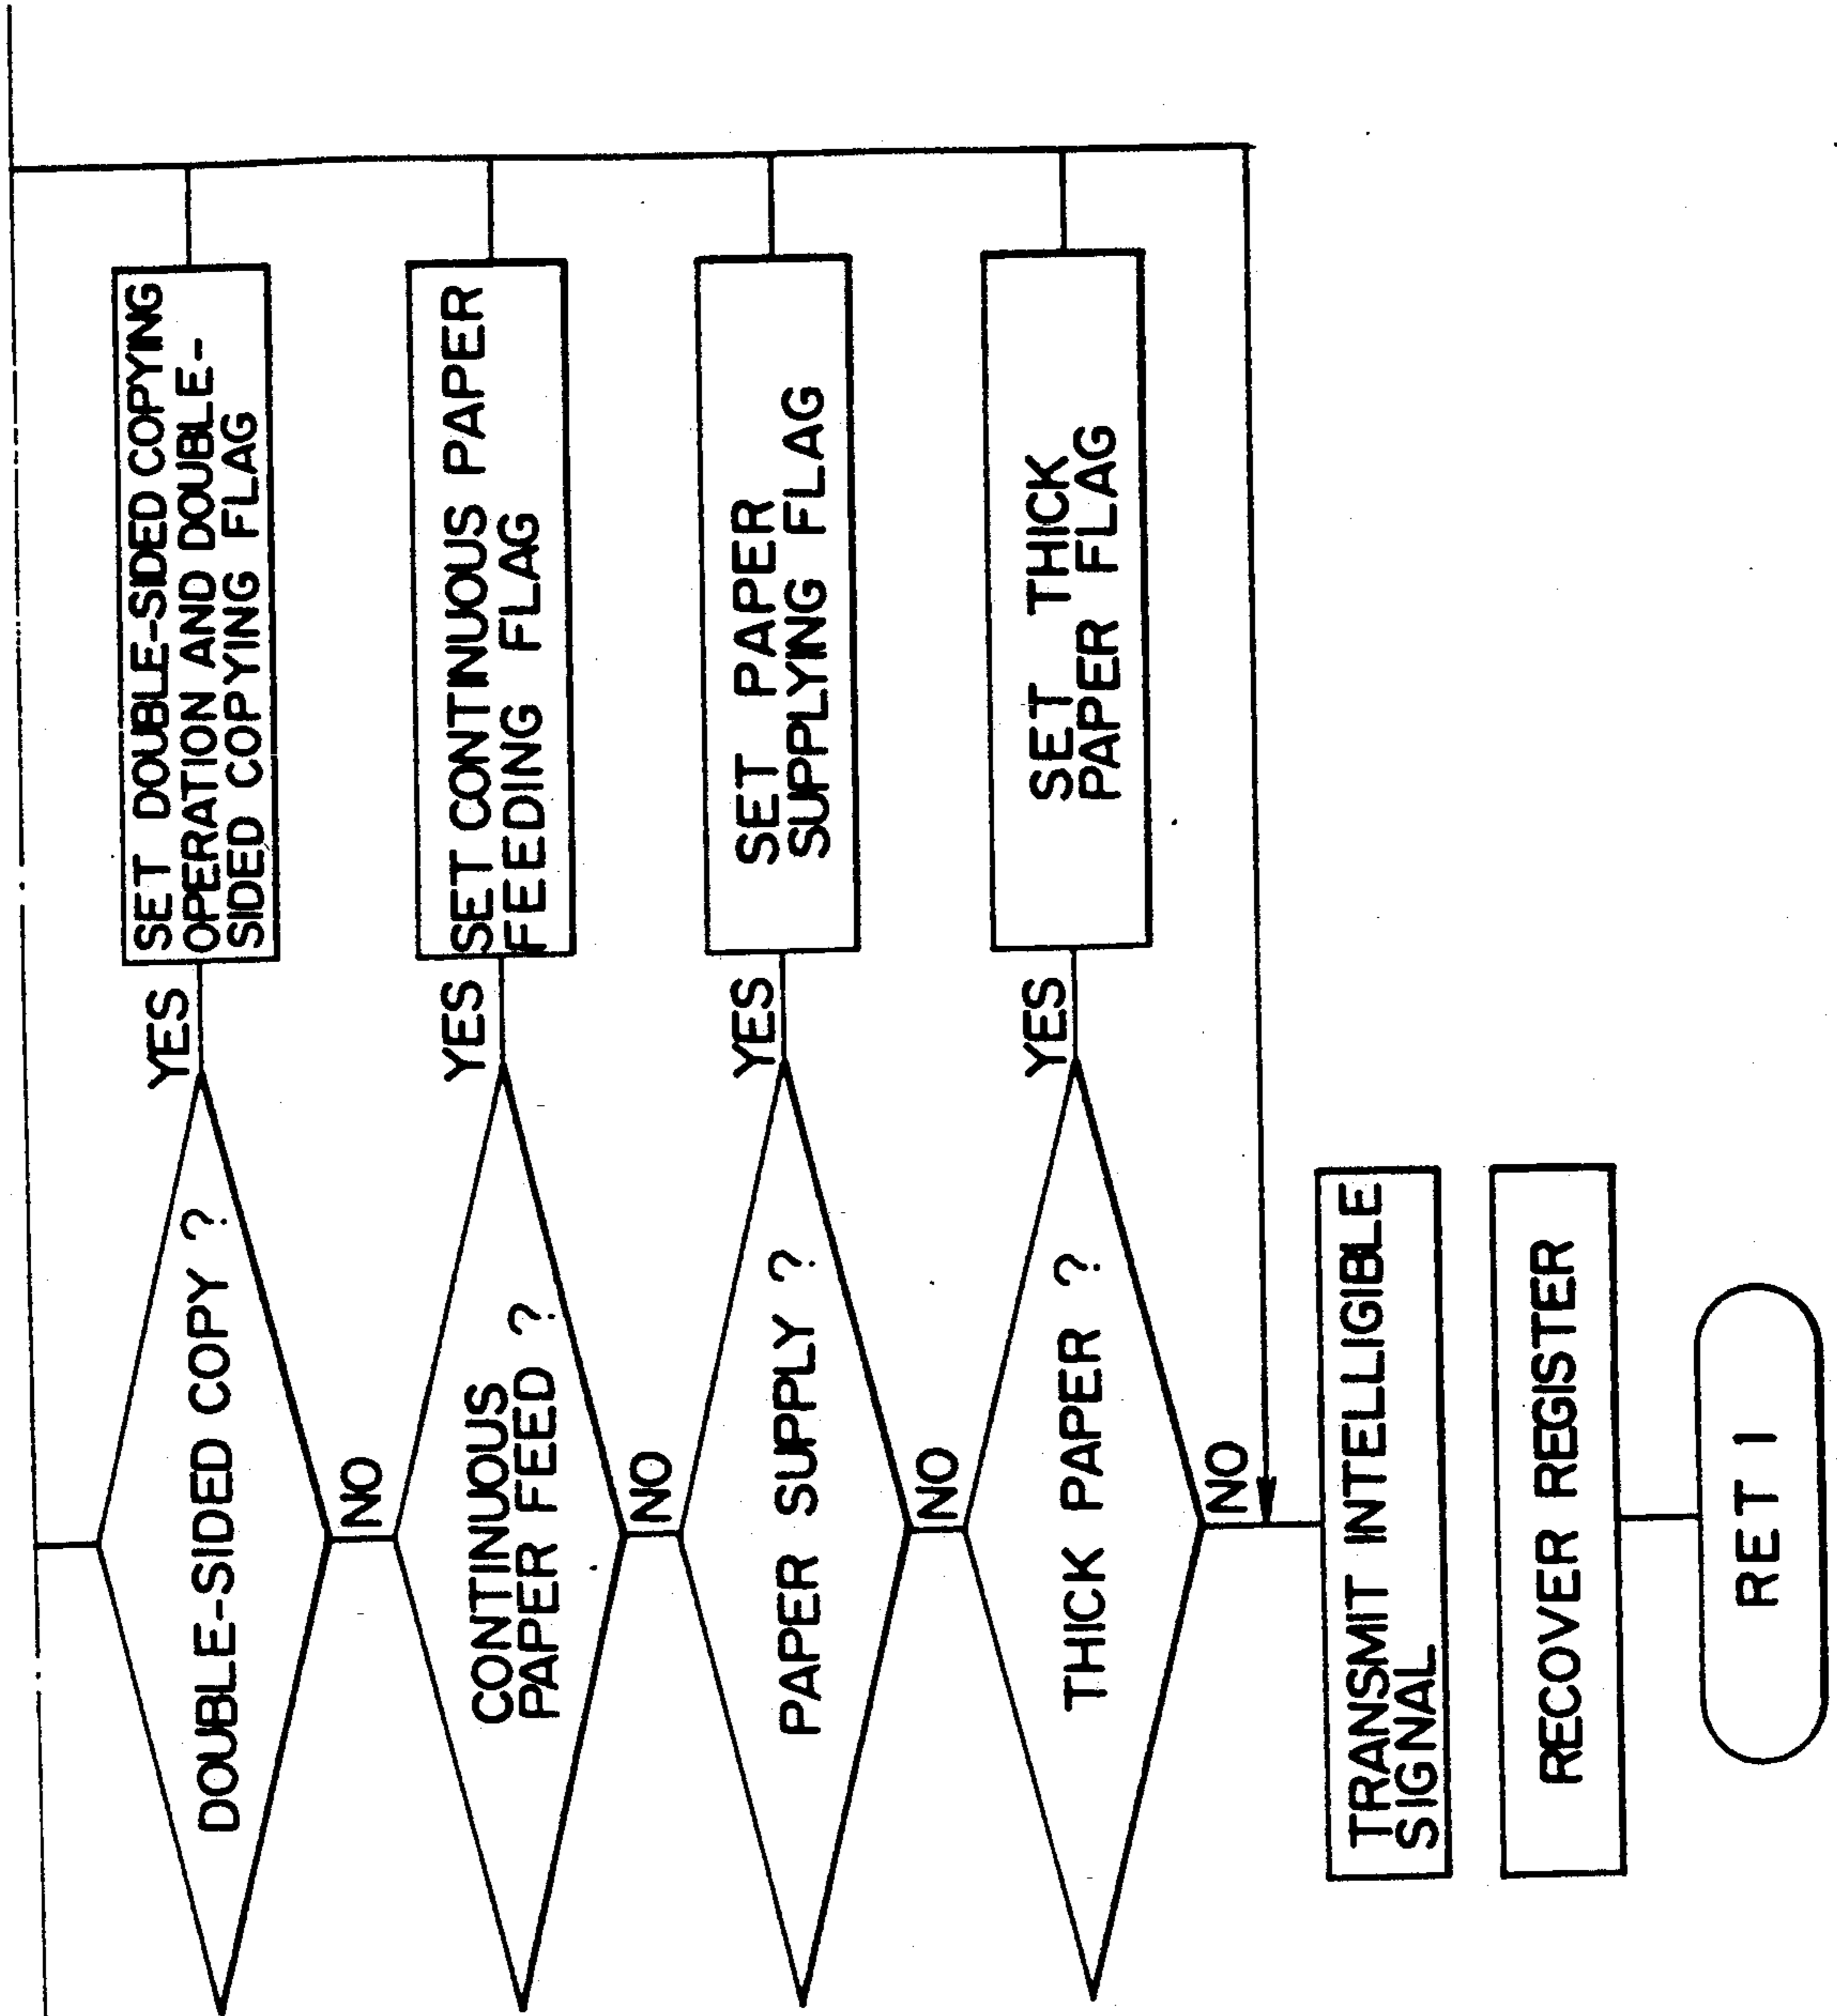 DOUBLE-SIDED COPY ?
YES
SET DOUBLE-SIDED COPYING
OPERATION AND DOUBLE-
SIDED COPYING FLAG
NO
CONTINUOUS
PAPER FEED ?
YES
SET CONTINUOUS PAPER
FEEDING FLAG
NO
PAPER SUPPLY ?
YES
SET PAPER
SUPPLYING FLAG
NO
THICK PAPER ?
YES
SET THICK
PAPER FLAG
NO
TRANSMIT INTELLIGIBLE
SIGNAL
RECOVER REGISTER
RET I